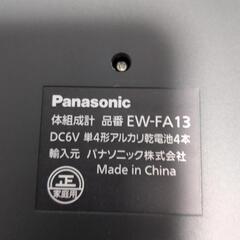 Panasonic
体組成計 品番 EW-FA13
DC6V 単4形アルカリ乾電池4本
輸入元 パナソニック株式会社
Made in China
正
家庭用